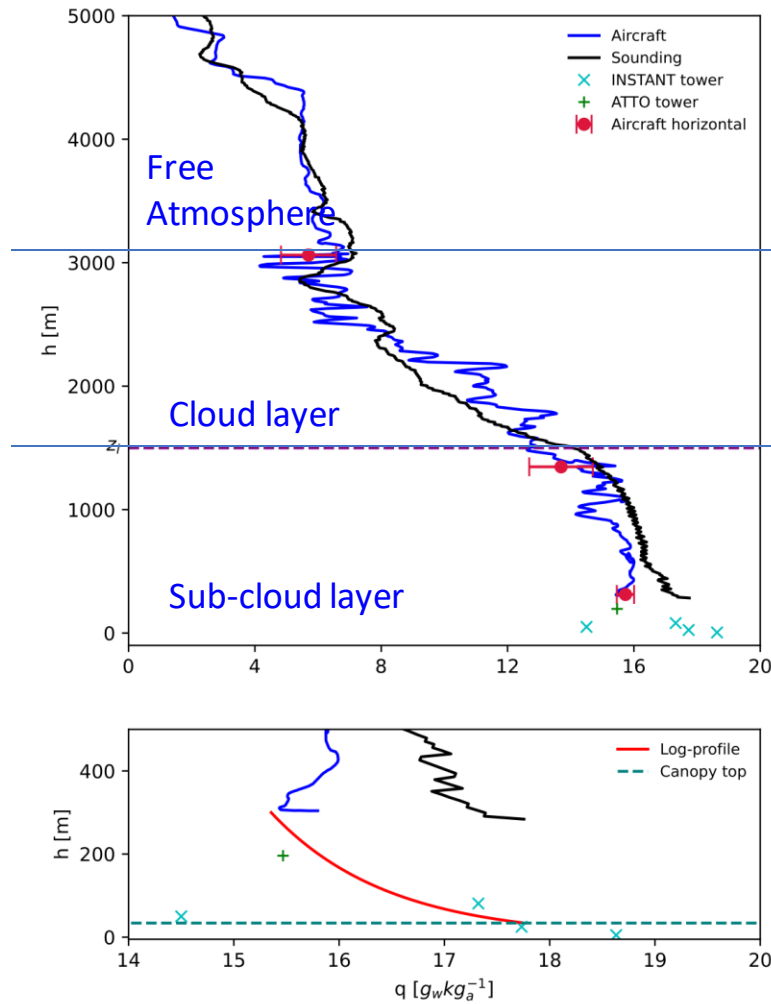 5000
4000
3000
2000
1000
0
h [m]
Aircraft
Sounding
INSTANT tower
ATTO tower
Aircraft horizontal
Free
Atmosphere
Cloud layer
Sub-cloud layer
0 4 8 12 16 20
400
200
0
h [m]
Log-profile
Canopy top
14 15 16 17 18 19 20
q [g_w kg_a^{-1}]